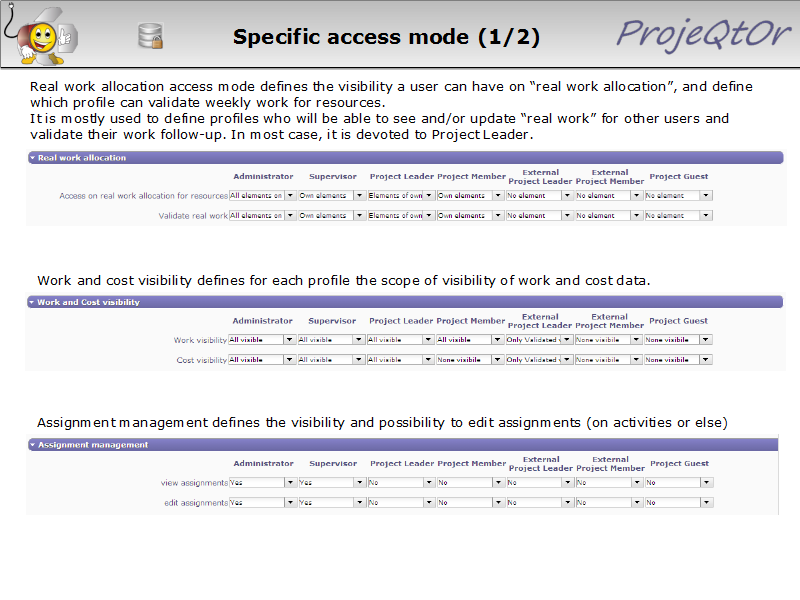 Specific access mode (1/2)
ProjeQtOr
Real work allocation access mode defines the visibility a user can have on “real work allocation”, and define
which profile can validate weekly work for resources.
It is mostly used to define profiles who will be able to see and/or update “real work” for other users and
validate their work follow-up. In most case, it is devoted to Project Leader.
Real work allocation
Administrator Supervisor Project Leader Project Member External Project Leader External Project Member Project Guest
Access on real work allocation for resources All elements on Own elements Elements of own Own elements No element No element No element
Validate real work All elements on Own elements Elements of own Own elements No element No element No element
Work and cost visibility defines for each profile the scope of visibility of work and cost data.
Work and Cost visibility
Administrator Supervisor Project Leader Project Member External Project Leader External Project Member Project Guest
Work visibility All visible All visible All visible All visible Only Validated v None visibile None visibile
Cost visibility All visible All visible All visible None visibile Only Validated v None visibile None visibile
Assignment management defines the visibility and possibility to edit assignments (on activities or else)
Assignment management
Administrator Supervisor Project Leader Project Member External Project Leader External Project Member Project Guest
view assignments Yes Yes No No No No No
edit assignments Yes Yes No No No No No